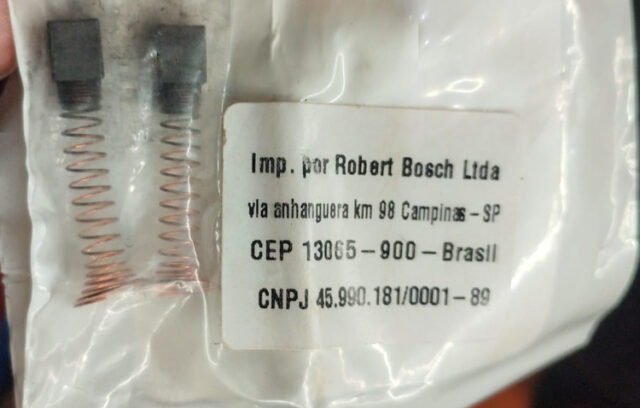 Imp. por Robert Bosch Ltda
via anhanguera km 98 Campinas - SP
CEP 13065-900-Brasil
CNPJ 45.990.181/0001-89